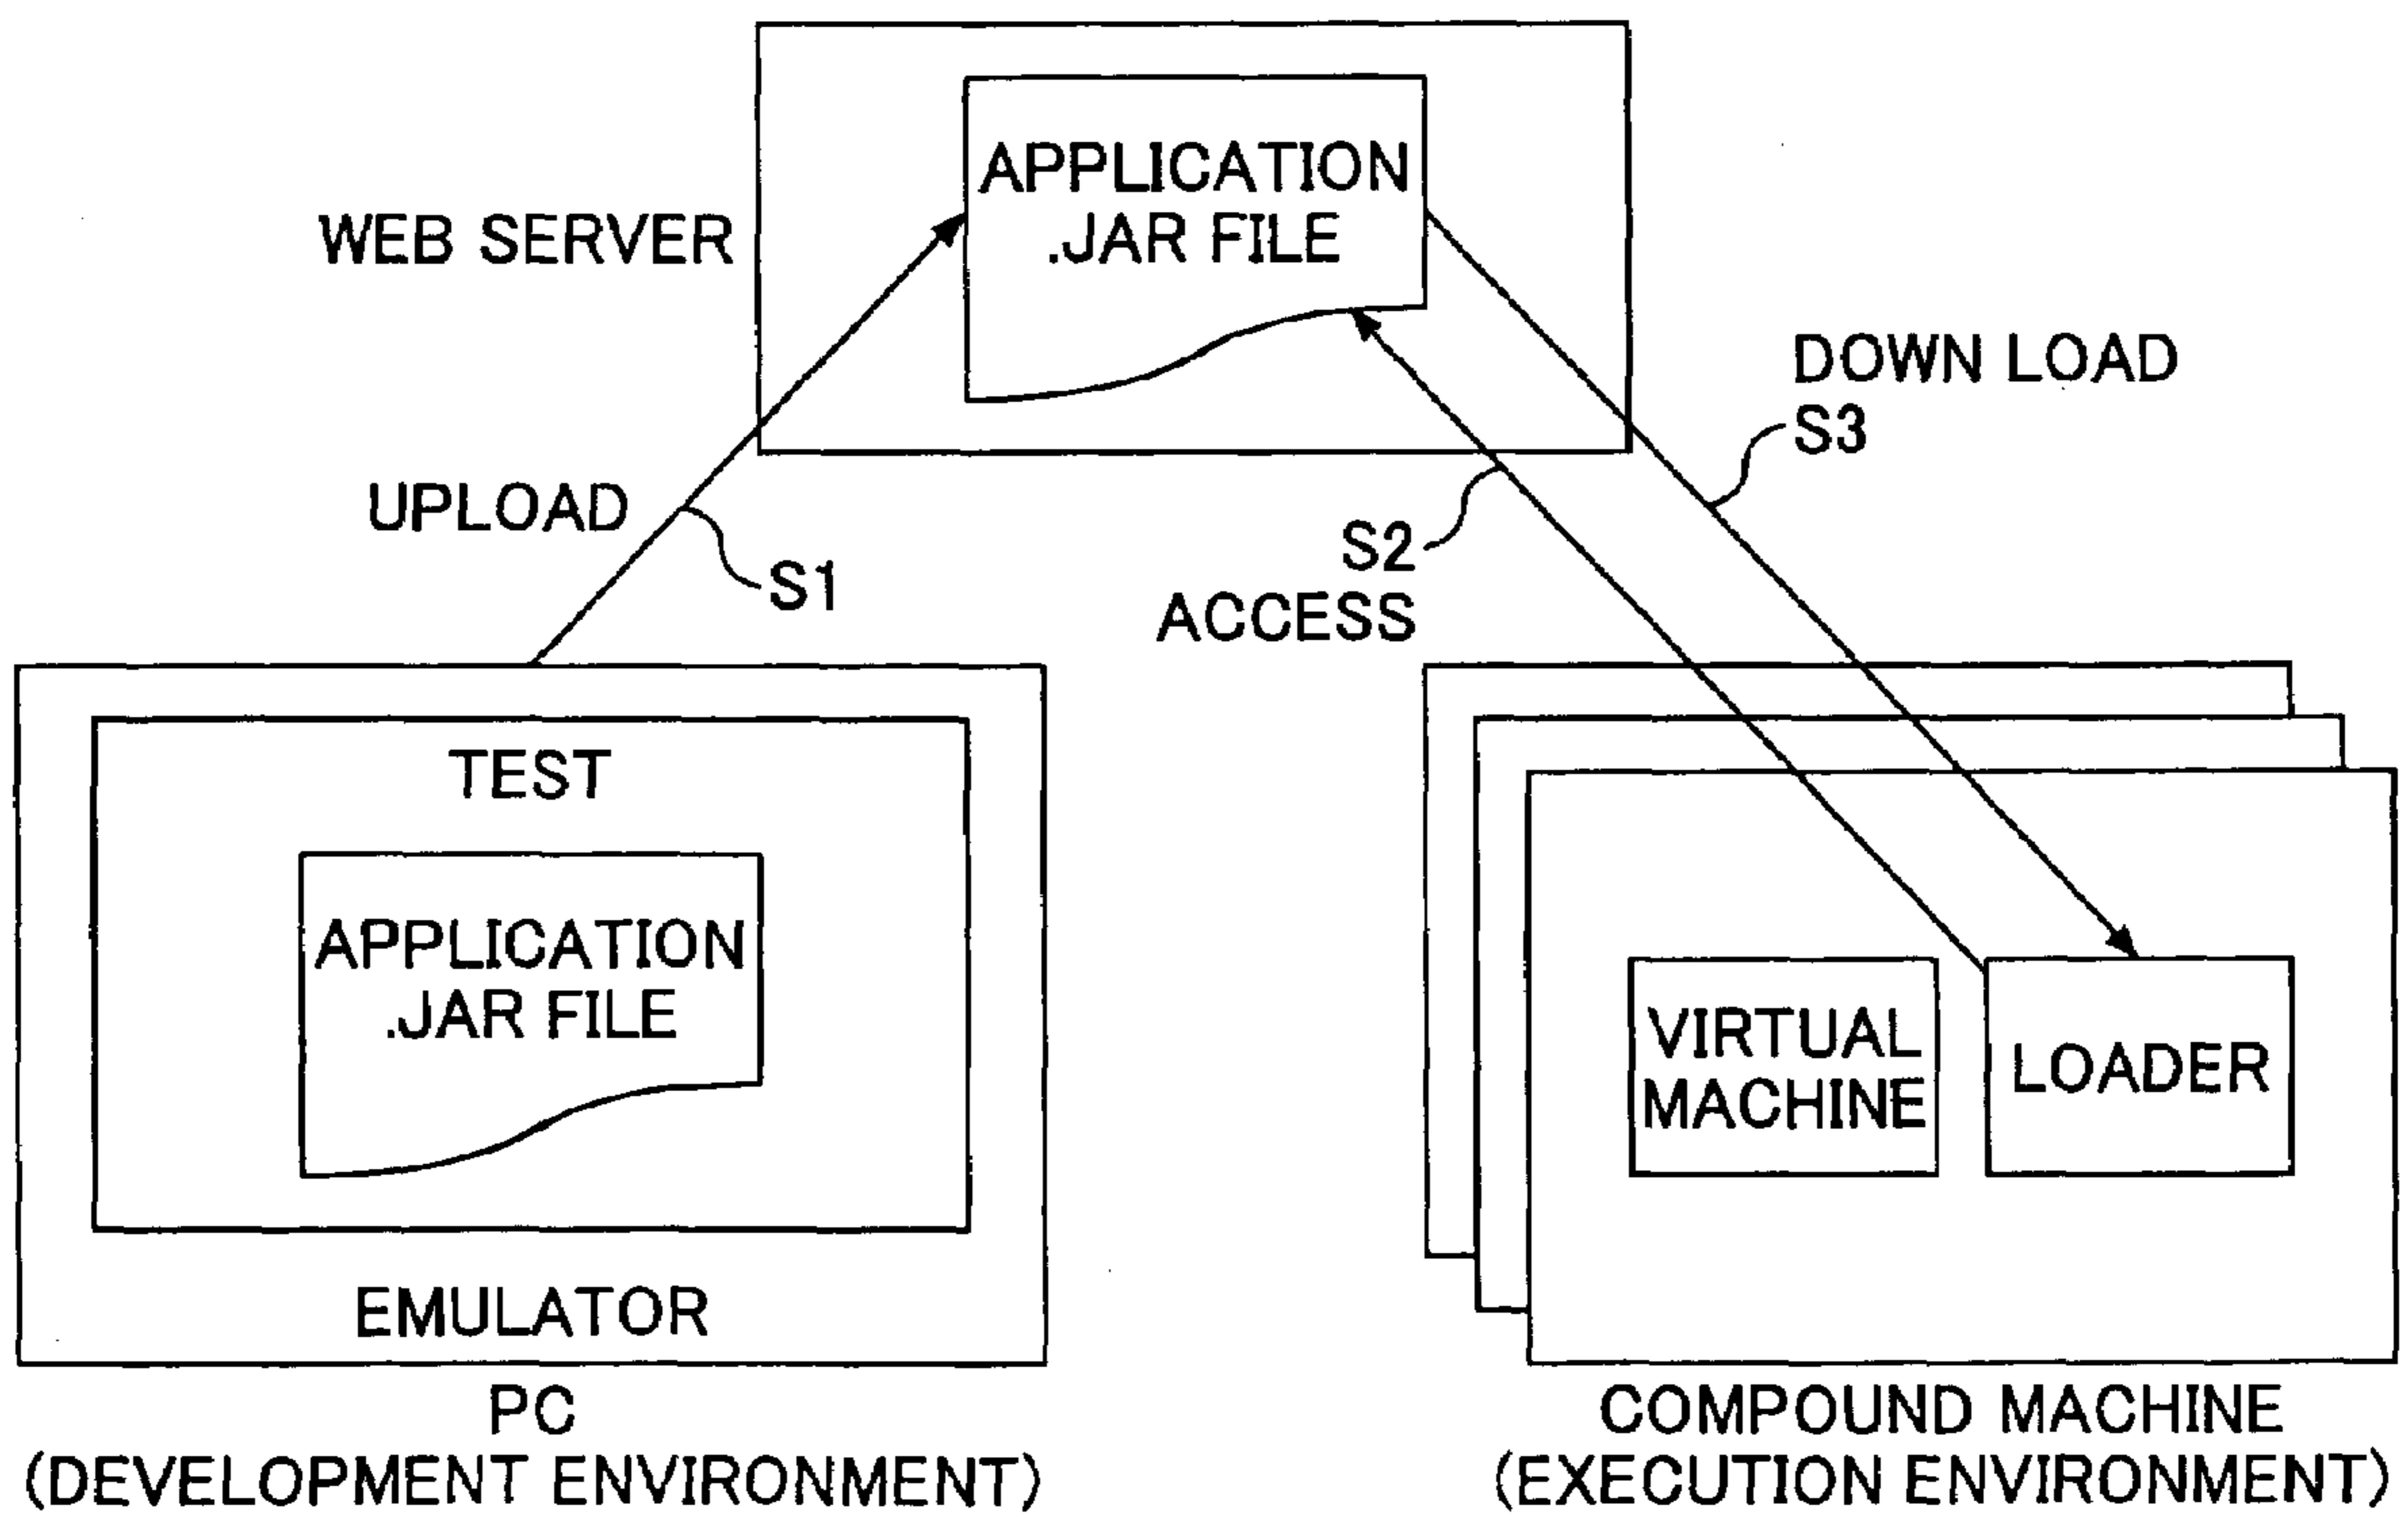 APPLICATION
.JAR FILE
WEB SERVER
DOWN LOAD
S3
UPLOAD
S1
S2
ACCESS
TEST
APPLICATION
.JAR FILE
EMULATOR
PC
(DEVELOPMENT ENVIRONMENT)
VIRTUAL
MACHINE
LOADER
COMPOUND MACHINE
(EXECUTION ENVIRONMENT)